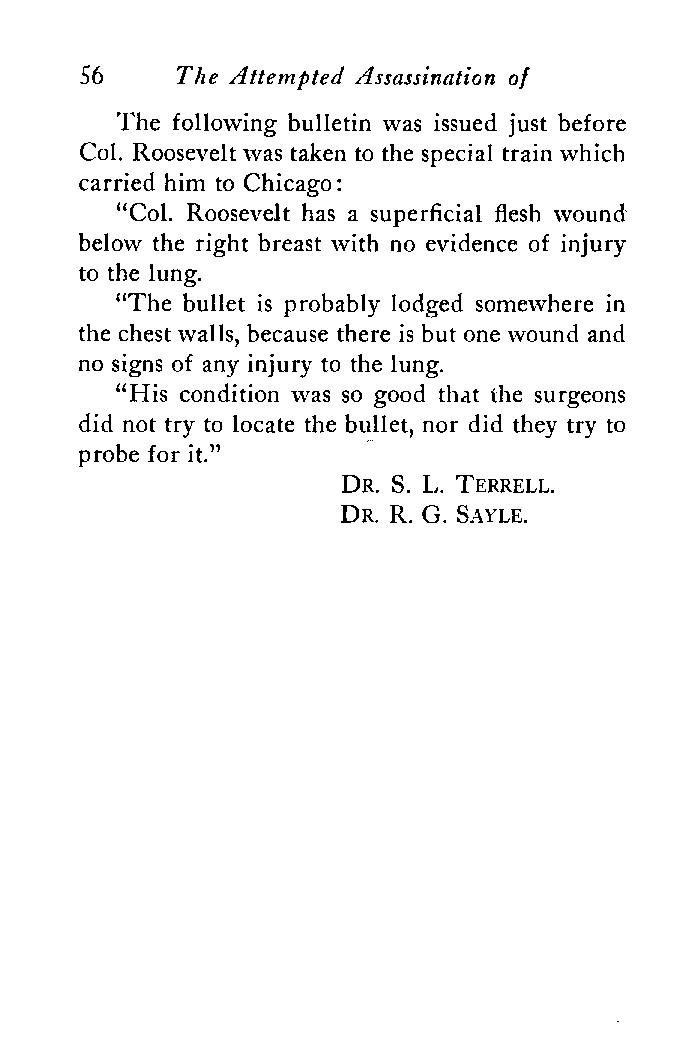 56 The Attempted Assassination of
The following bulletin was issued just before
Col. Roosevelt was taken to the special train which
carried him to Chicago:
“Col. Roosevelt has a superficial flesh wound
below the right breast with no evidence of injury
to the lung.
“The bullet is probably lodged somewhere in
the chest walls, because there is but one wound and
no signs of any injury to the lung.
“His condition was so good that the surgeons
did not try to locate the bullet, nor did they try to
probe for it.”
Dr. S. L. Terrell.
Dr. R. G. Sayle.